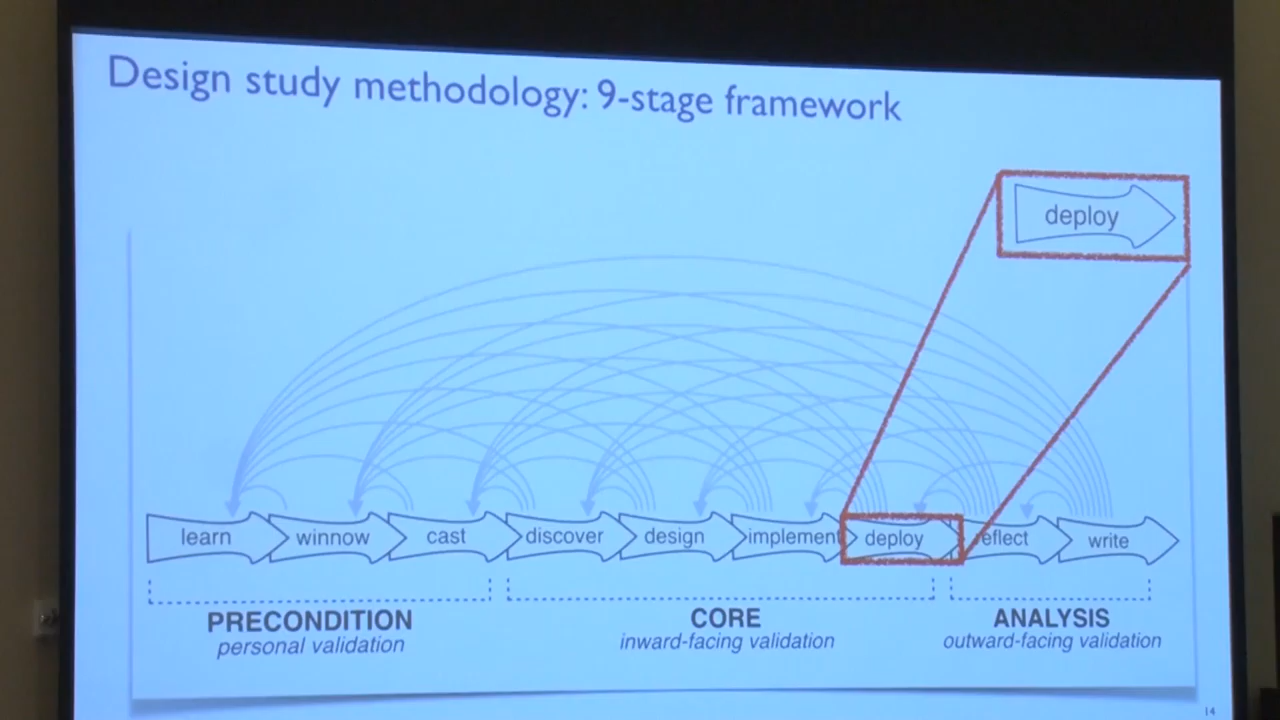 Design study methodology: 9-stage framework
deploy
learn winnow cast discover design implement deploy reflect write
PRECONDITION CORE ANALYSIS
personal validation inward-facing validation outward-facing validation
14